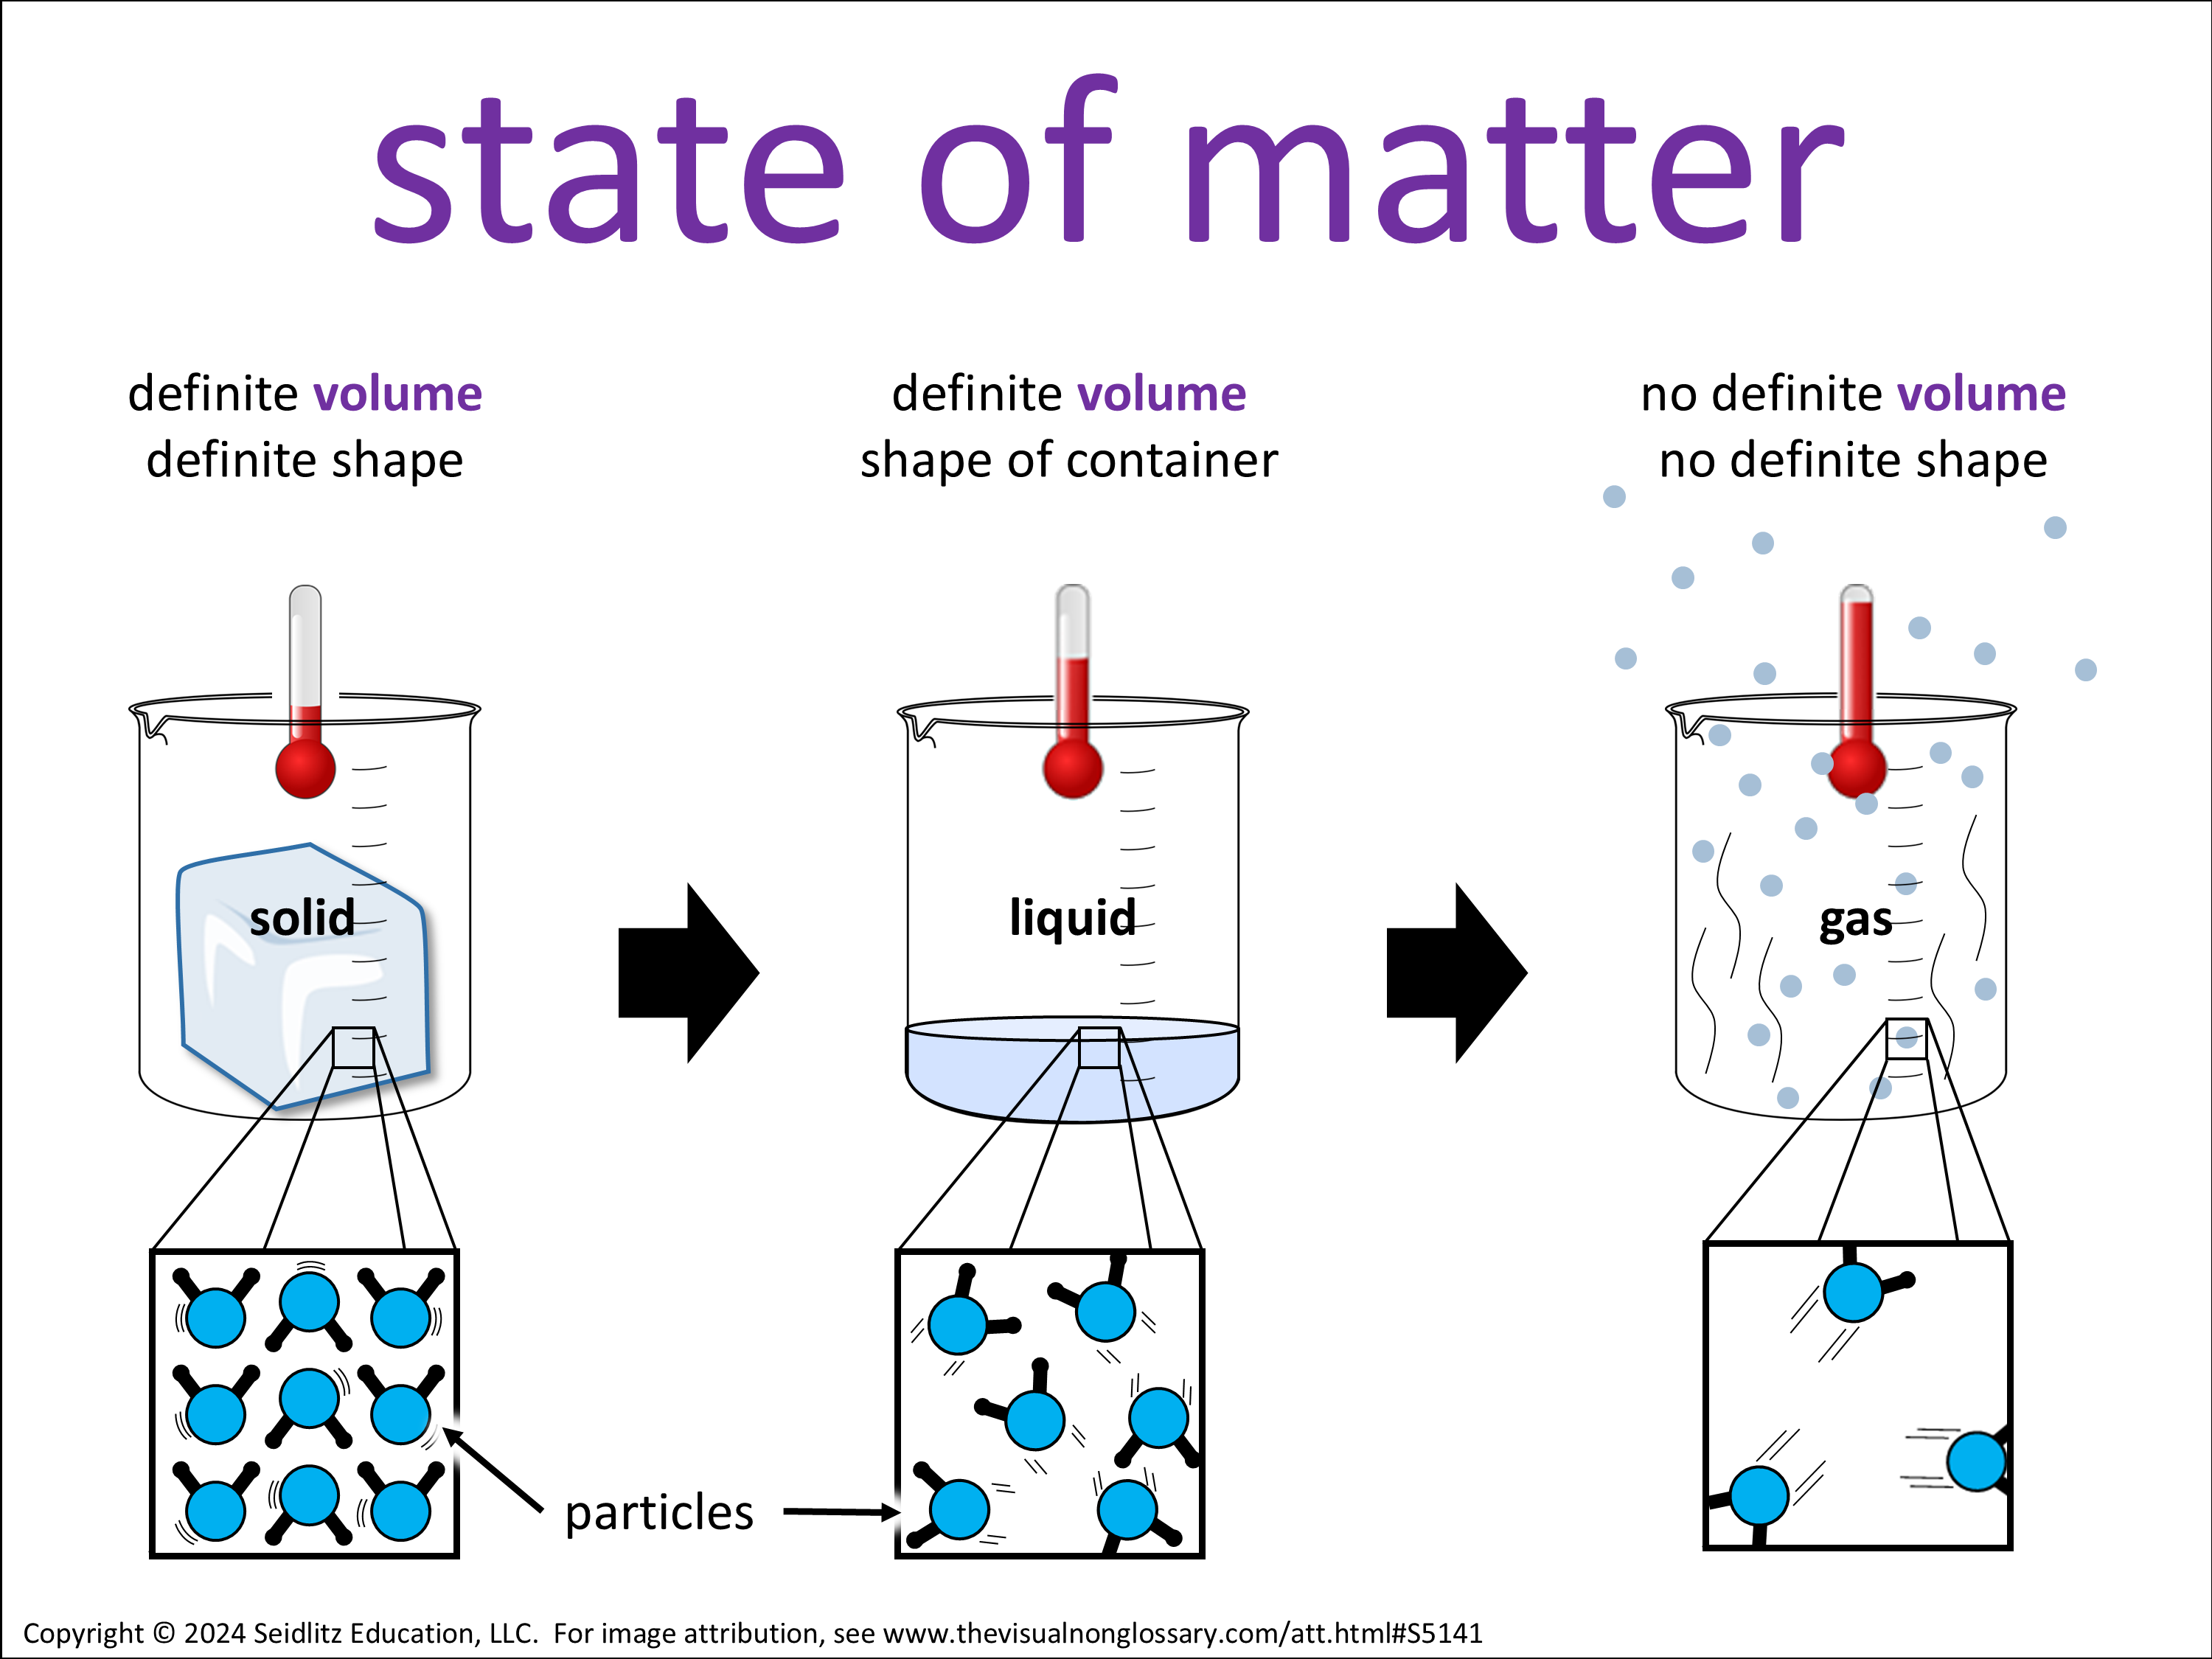 state of matter
definite volume
definite shape
definite volume
shape of container
no definite volume
no definite shape
solid
liquid
gas
particles
Copyright © 2024 Seidlitz Education, LLC.  For image attribution, see www.thevisualnonglossary.com/att.html#S5141